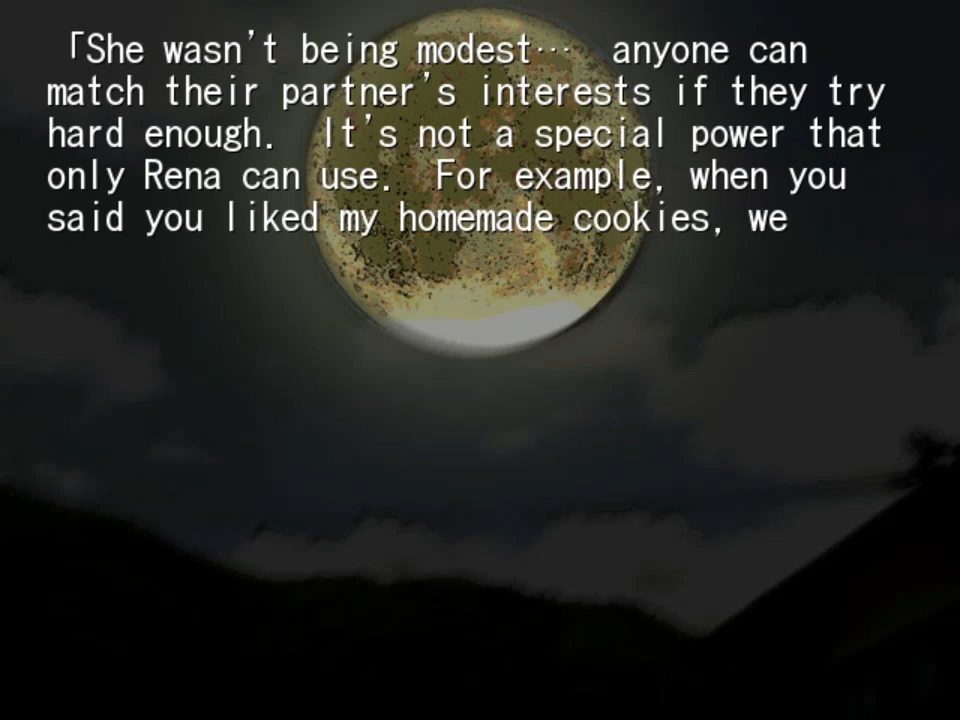 「She wasn't being modest…  anyone can
match their partner's interests if they try
hard enough.  It's not a special power that
only Rena can use.  For example, when you
said you liked my homemade cookies, we